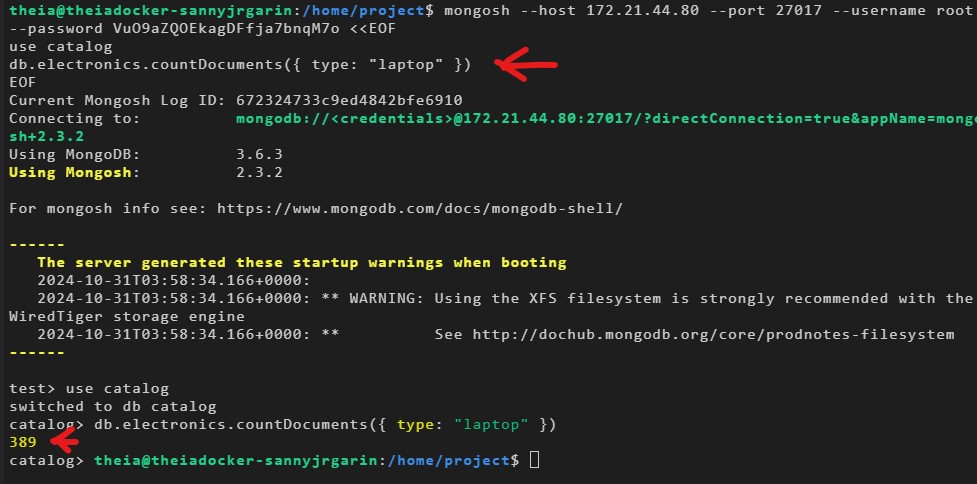 theia@theiadocker-sannyjrgarin:/home/project$ mongosh --host 172.21.44.80 --port 27017 --username root
--password VuO9aZQOEkagDFfja7bnqM7o <<EOF
use catalog
db.electronics.countDocuments({ type: "laptop" })
EOF
Current Mongosh Log ID: 672324733c9ed4842bfe6910
Connecting to:          mongodb://<credentials>@172.21.44.80:27017/?directConnection=true&appName=mong
sh+2.3.2
Using MongoDB:          3.6.3
Using Mongosh:          2.3.2
For mongosh info see: https://www.mongodb.com/docs/mongodb-shell/
------
The server generated these startup warnings when booting
2024-10-31T03:58:34.166+0000:
2024-10-31T03:58:34.166+0000: ** WARNING: Using the XFS filesystem is strongly recommended with the
WiredTiger storage engine
2024-10-31T03:58:34.166+0000: **          See http://dochub.mongodb.org/core/prodnotes-filesystem
------
test> use catalog
switched to db catalog
catalog> db.electronics.countDocuments({ type: "laptop" })
389
catalog> theia@theiadocker-sannyjrgarin:/home/project$